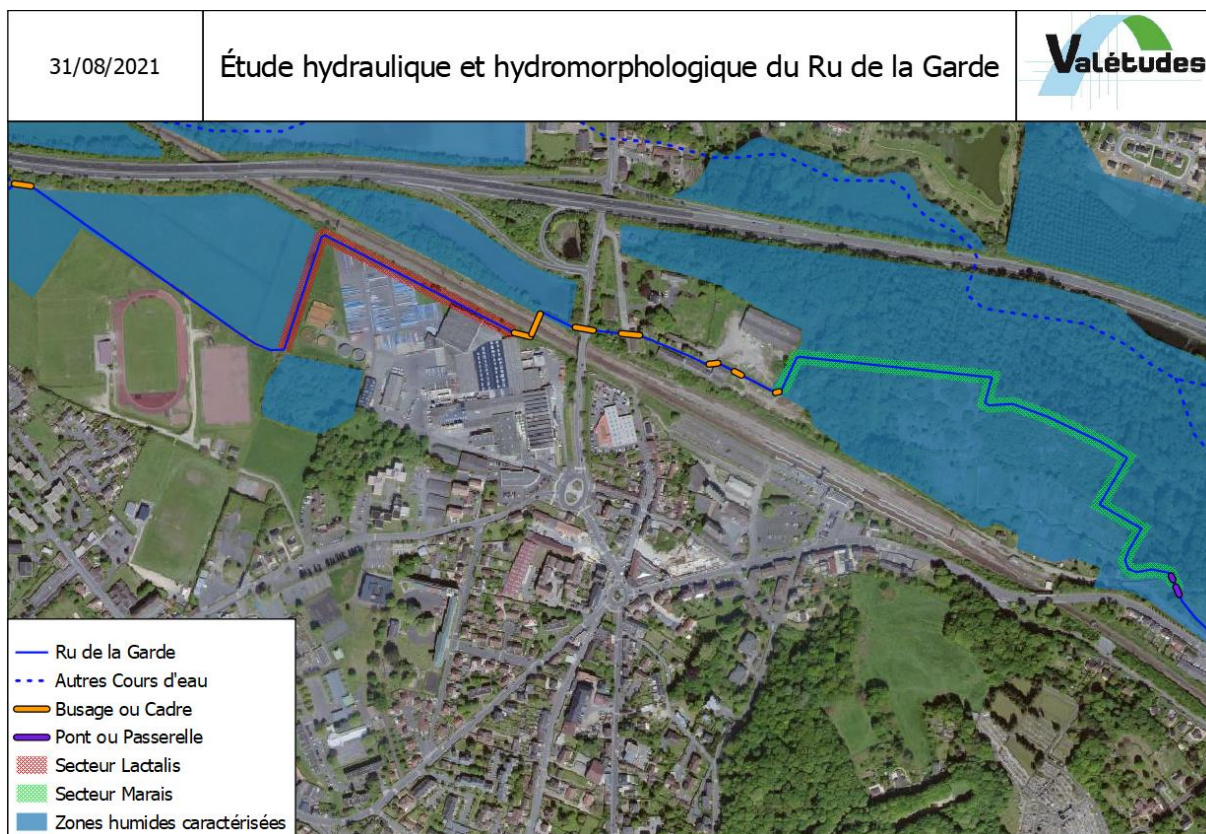 31/08/2021
Étude hydraulique et hydromorphologique du Ru de la Garde
Valétudes
Ru de la Garde
Autres Cours d'eau
Busage ou Cadre
Pont ou Passerelle
Secteur Lactalis
Secteur Marais
Zones humides caractérisées